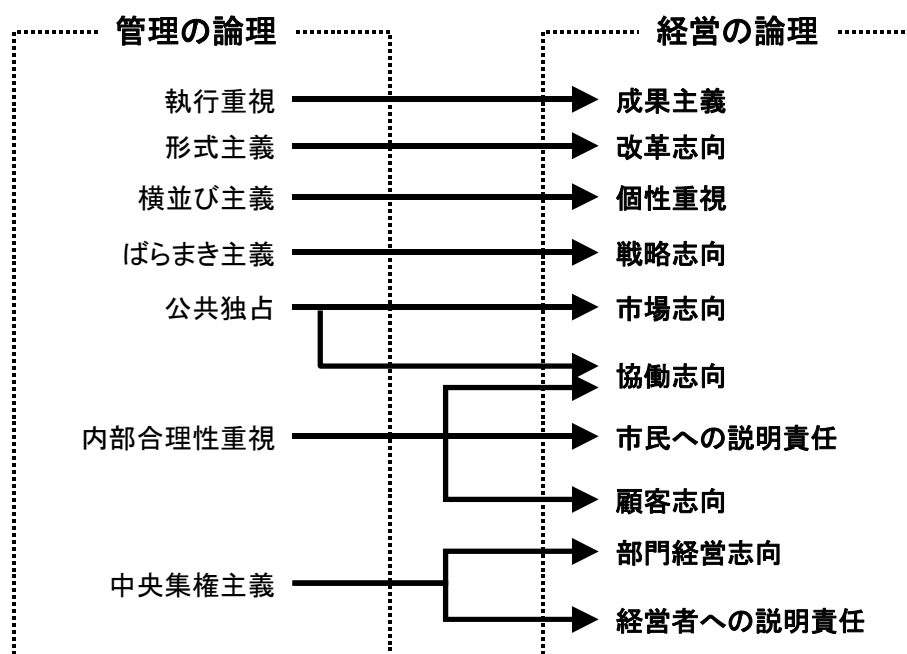 管理の論理
経営の論理
執行重視
成果主義
形式主義
改革志向
横並び主義
個性重視
ばらまき主義
戦略志向
公共独占
市場志向
協働志向
内部合理性重視
市民への説明責任
顧客志向
部門経営志向
中央集権主義
経営者への説明責任